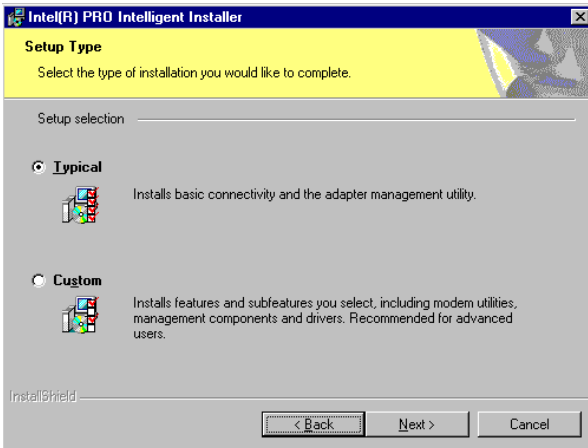 Intel(R) PRO Intelligent Installer
Setup Type
Select the type of installation you would like to complete.
Setup selection
Typical
Installs basic connectivity and the adapter management utility.
Custom
Installs features and subfeatures you select, including modem utilities,
management components and drivers. Recommended for advanced
users.
InstallShield
< Back
Next >
Cancel